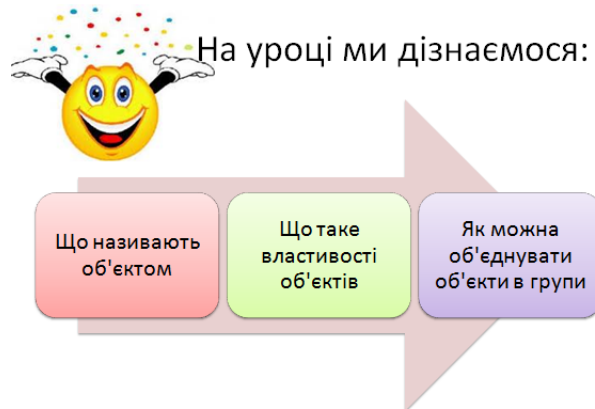 На уроці ми дізнаємося:
Що називають
об'єктом
Що таке
властивості
об'єктів
Як можна
об'єднувати
об'єкти в групи